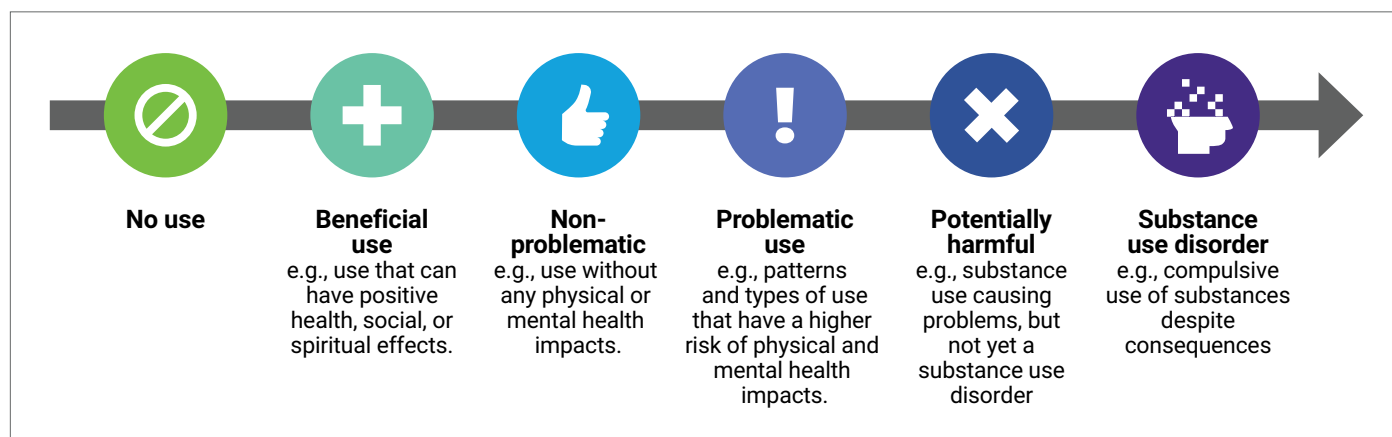 No use
Beneficial
use
e.g., use that can
have positive
health, social, or
spiritual effects.
Non-
problematic
e.g., use without
any physical or
mental health
impacts.
Problematic
use
e.g., patterns
and types of use
that have a higher
risk of physical and
mental health
impacts.
Potentially
harmful
e.g., substance
use causing
problems, but
not yet a
substance use
disorder
Substance
use disorder
e.g., compulsive
use of substances
despite
consequences